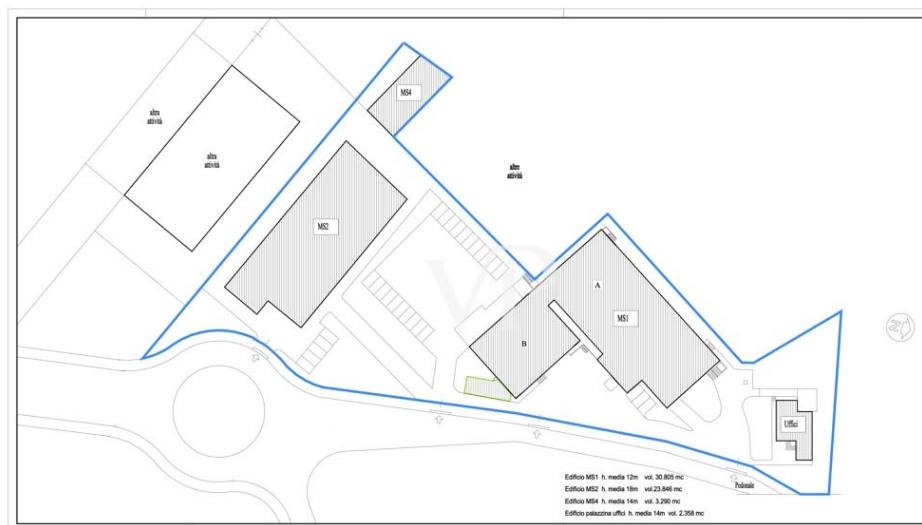 MS4
altra
attività
altra
attività
altre
attività
MS2
A
MS1
B
Uffici
Pedonale
N
Edificio MS1 h. media 12m vol. 30.805 mc
Edificio MS2 h. media 18m vol.23.846 mc
Edificio MS4 h. media 14m vol. 3.290 mc
Edificio palazzina uffici h. media 14m vol. 2.358 mc
VP